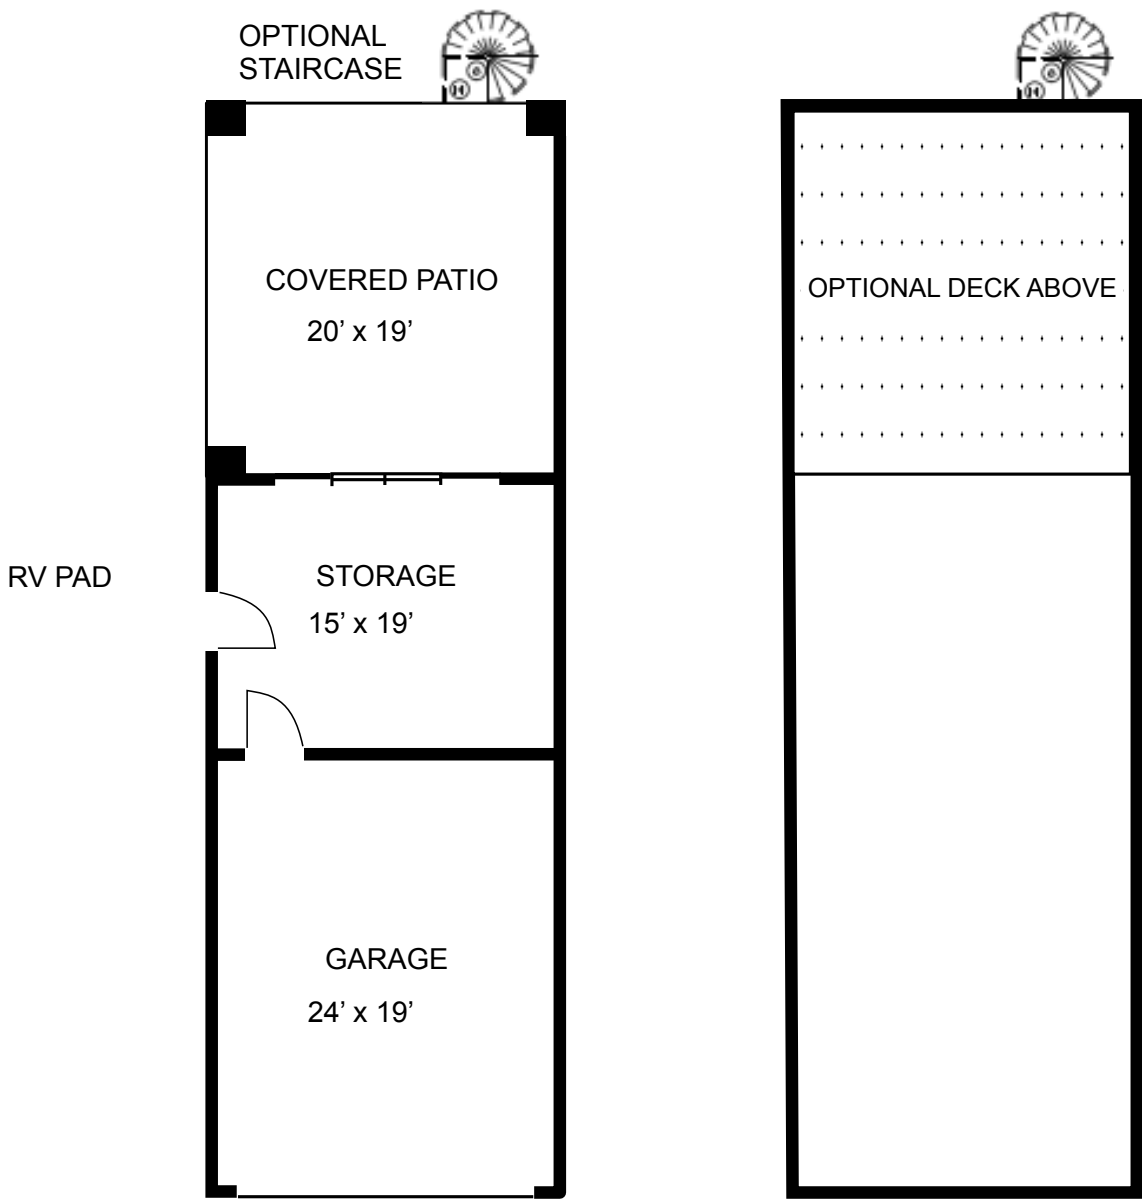 OPTIONAL
STAIRCASE
COVERED PATIO
20’ x 19’
OPTIONAL DECK ABOVE
RV PAD
STORAGE
15’ x 19’
GARAGE
24’ x 19’